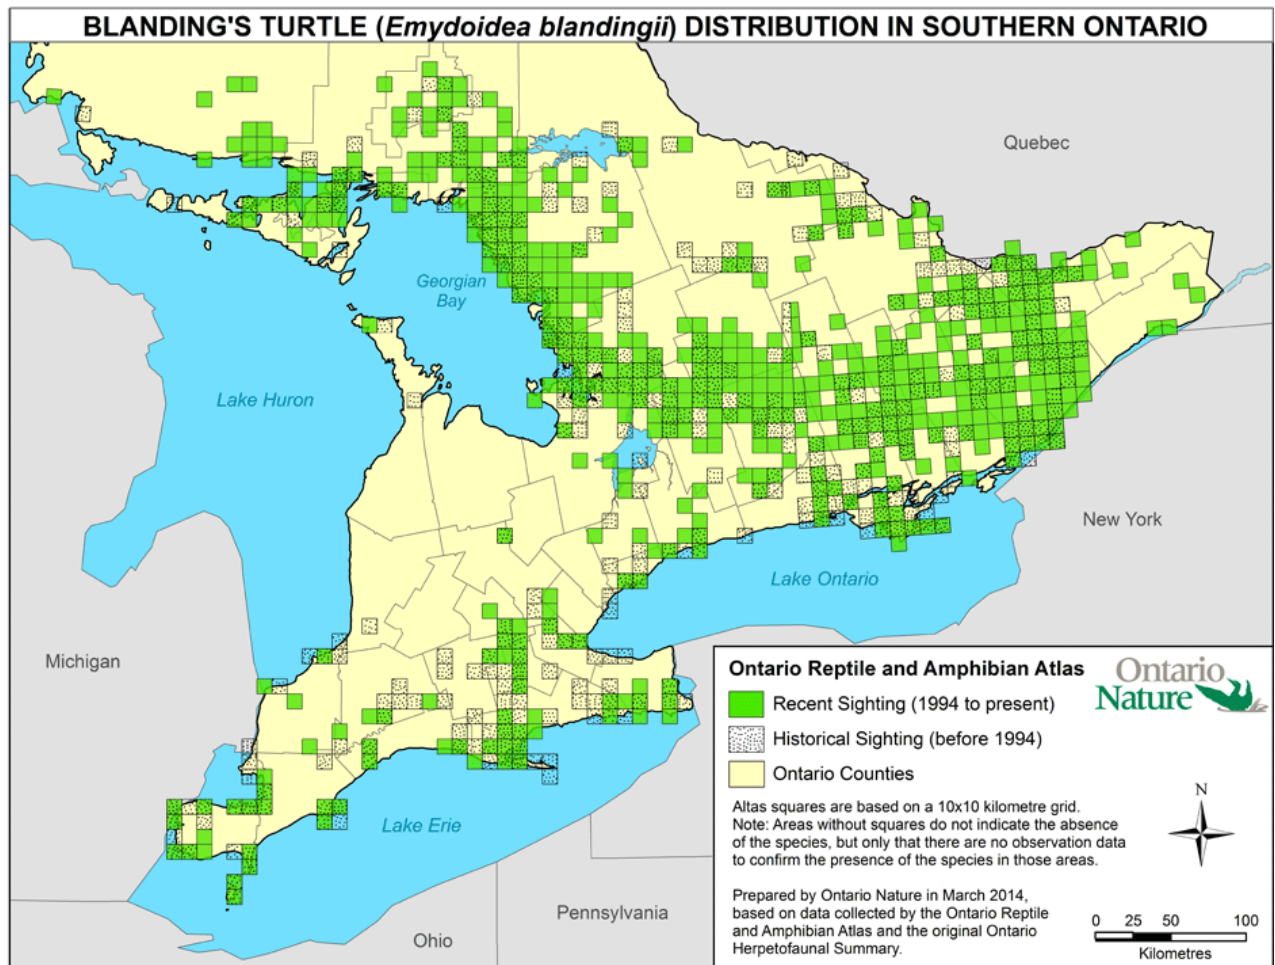 BLANDING'S TURTLE (Emydoidea blandingii) DISTRIBUTION IN SOUTHERN ONTARIO
Quebec
Georgian
Bay
Lake Huron
New York
Lake Ontario
Michigan
Ontario Reptile and Amphibian Atlas
Ontario
Nature
Recent Sighting (1994 to present)
Historical Sighting (before 1994)
Ontario Counties
Altas squares are based on a 10x10 kilometre grid.
Note: Areas without squares do not indicate the absence
of the species, but only that there are no observation data
to confirm the presence of the species in those areas.
N
Lake Erie
Prepared by Ontario Nature in March 2014,
based on data collected by the Ontario Reptile
and Amphibian Atlas and the original Ontario
Herpetofaunal Summary.
0 25 50 100
Kilometres
Pennsylvania
Ohio